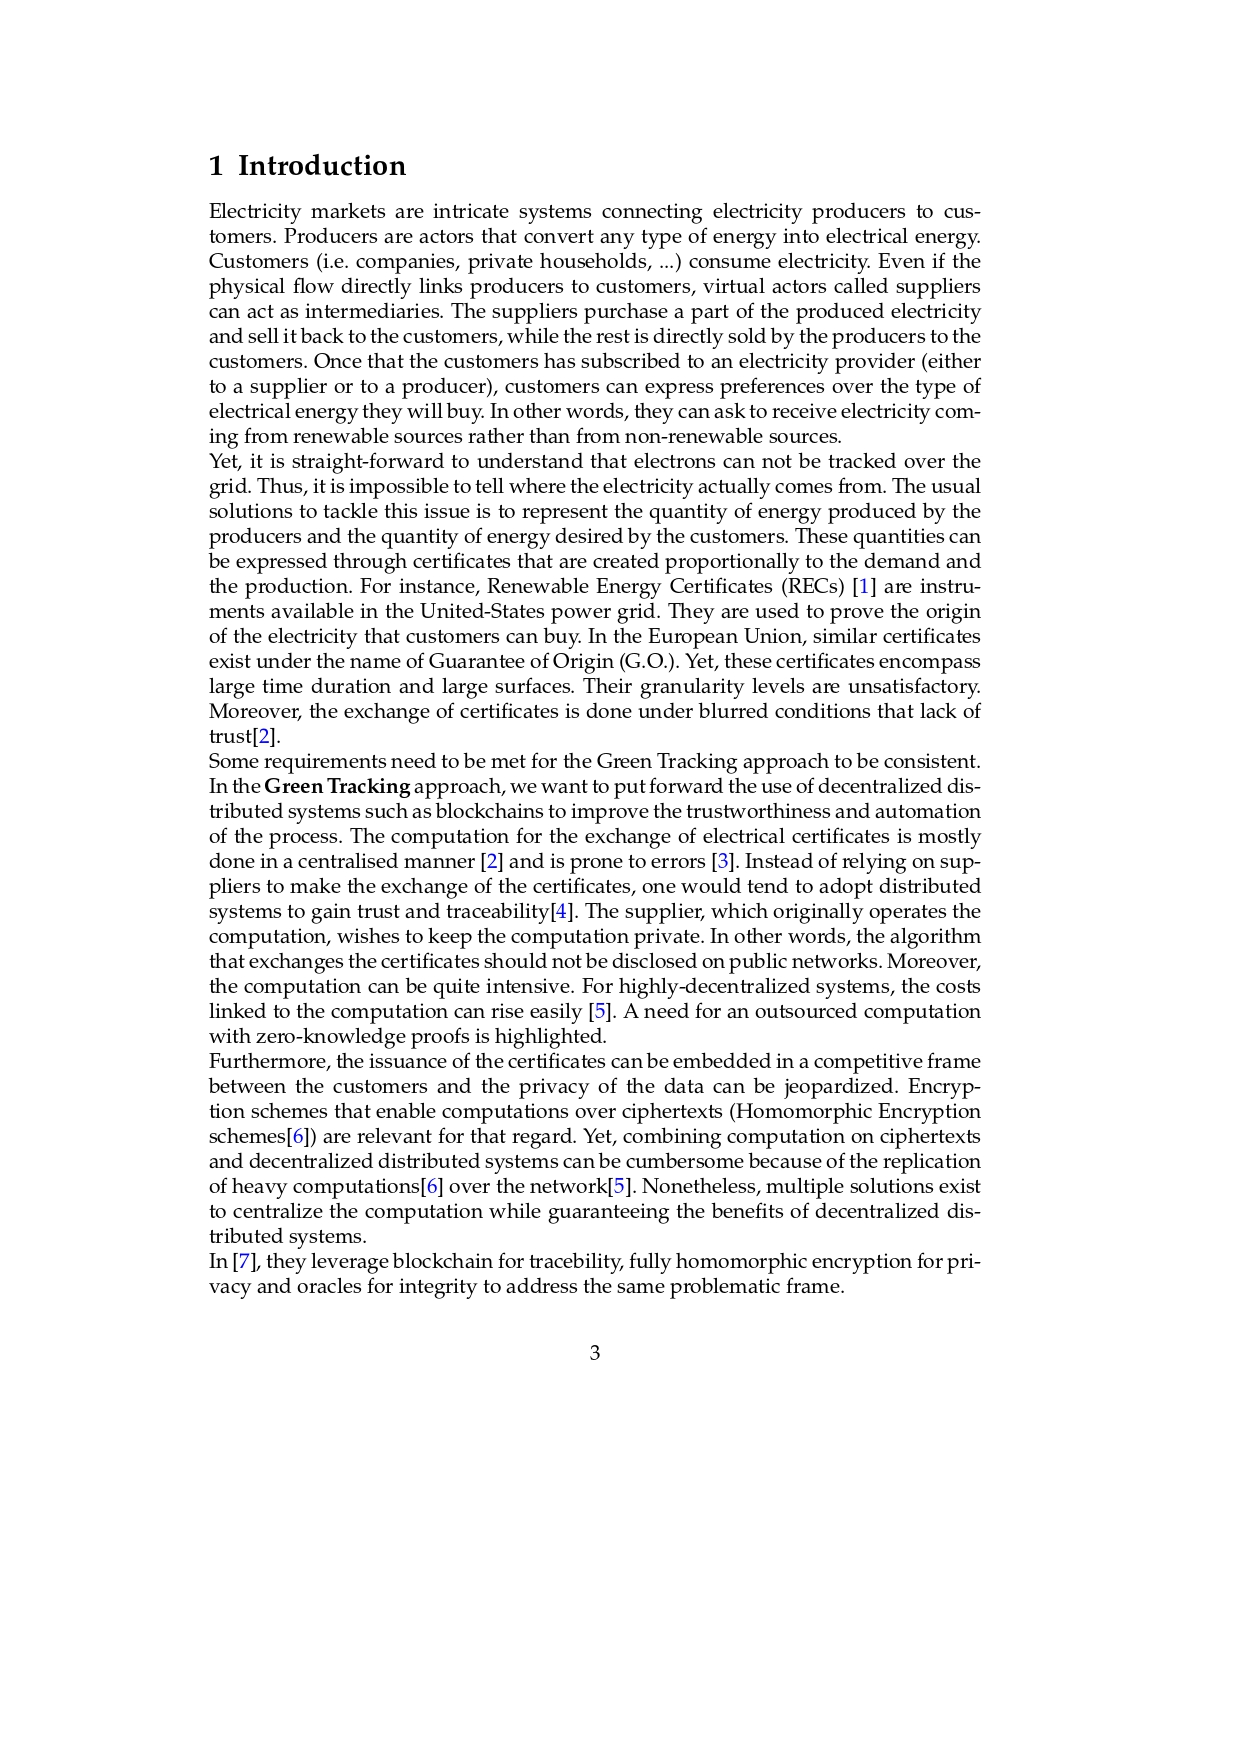 1 Introduction
Electricity markets are intricate systems connecting electricity producers to cus-
tomers. Producers are actors that convert any type of energy into electrical energy.
Customers (i.e. companies, private households, ...) consume electricity. Even if the
physical flow directly links producers to customers, virtual actors called suppliers
can act as intermediaries. The suppliers purchase a part of the produced electricity
and sell it back to the customers, while the rest is directly sold by the producers to the
customers. Once that the customers has subscribed to an electricity provider (either
to a supplier or to a producer), customers can express preferences over the type of
electrical energy they will buy. In other words, they can ask to receive electricity com-
ing from renewable sources rather than from non-renewable sources.
Yet, it is straight-forward to understand that electrons can not be tracked over the
grid. Thus, it is impossible to tell where the electricity actually comes from. The usual
solutions to tackle this issue is to represent the quantity of energy produced by the
producers and the quantity of energy desired by the customers. These quantities can
be expressed through certificates that are created proportionally to the demand and
the production. For instance, Renewable Energy Certificates (RECs) [1] are instru-
ments available in the United-States power grid. They are used to prove the origin
of the electricity that customers can buy. In the European Union, similar certificates
exist under the name of Guarantee of Origin (G.O.). Yet, these certificates encompass
large time duration and large surfaces. Their granularity levels are unsatisfactory.
Moreover, the exchange of certificates is done under blurred conditions that lack of
trust[2].
Some requirements need to be met for the Green Tracking approach to be consistent.
In the Green Tracking approach, we want to put forward the use of decentralized dis-
tributed systems such as blockchains to improve the trustworthiness and automation
of the process. The computation for the exchange of electrical certificates is mostly
done in a centralised manner [2] and is prone to errors [3]. Instead of relying on sup-
pliers to make the exchange of the certificates, one would tend to adopt distributed
systems to gain trust and traceability[4]. The supplier, which originally operates the
computation, wishes to keep the computation private. In other words, the algorithm
that exchanges the certificates should not be disclosed on public networks. Moreover,
the computation can be quite intensive. For highly-decentralized systems, the costs
linked to the computation can rise easily [5]. A need for an outsourced computation
with zero-knowledge proofs is highlighted.
Furthermore, the issuance of the certificates can be embedded in a competitive frame
between the customers and the privacy of the data can be jeopardized. Encryp-
tion schemes that enable computations over ciphertexts (Homomorphic Encryption
schemes[6]) are relevant for that regard. Yet, combining computation on ciphertexts
and decentralized distributed systems can be cumbersome because of the replication
of heavy computations[6] over the network[5]. Nonetheless, multiple solutions exist
to centralize the computation while guaranteeing the benefits of decentralized dis-
tributed systems.
In [7], they leverage blockchain for tracebility, fully homomorphic encryption for pri-
vacy and oracles for integrity to address the same problematic frame.
3